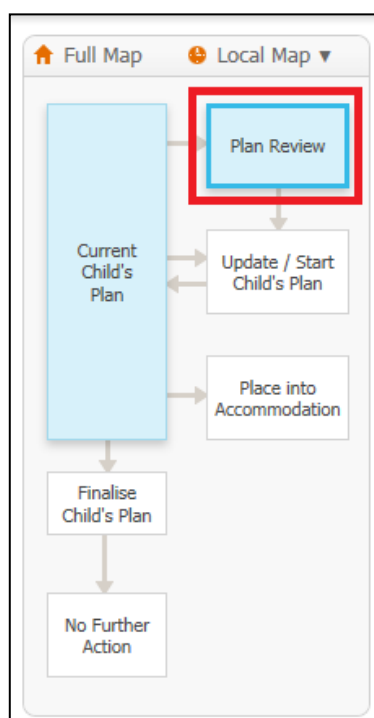 Full Map Local Map ▼
Plan Review
Current
Child's
Plan
Update / Start
Child's Plan
Place into
Accommodation
Finalise
Child's Plan
No Further
Action